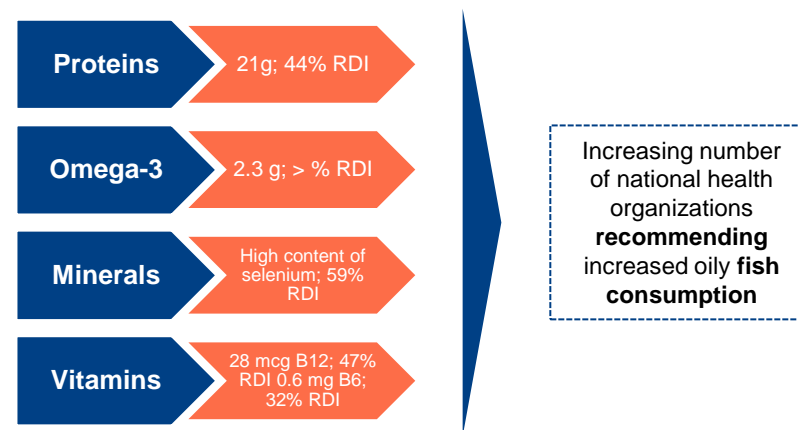 Proteins
21g; 44% RDI
Omega-3
2.3 g; > % RDI
Minerals
High content of
selenium; 59%
RDI
Vitamins
28 mcg B12; 47%
RDI 0.6 mg B6;
32% RDI
Increasing number
of national health
organizations
recommending
increased oily fish
consumption